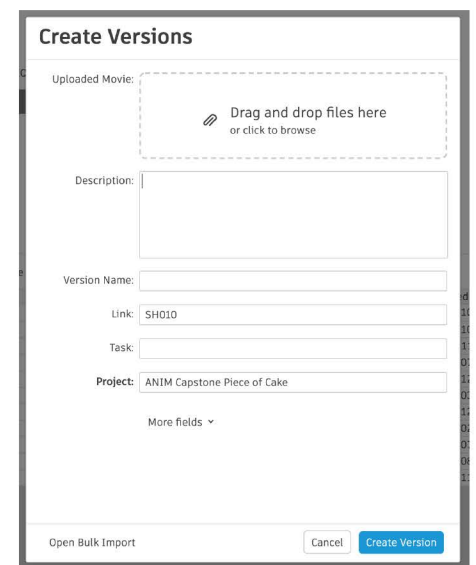 Create Versions
Uploaded Movie:
Drag and drop files here
or click to browse
Description:
Version Name:
Link: SH010
Task:
Project: ANIM Capstone Piece of Cake
More fields
Open Bulk Import
Cancel
Create Version